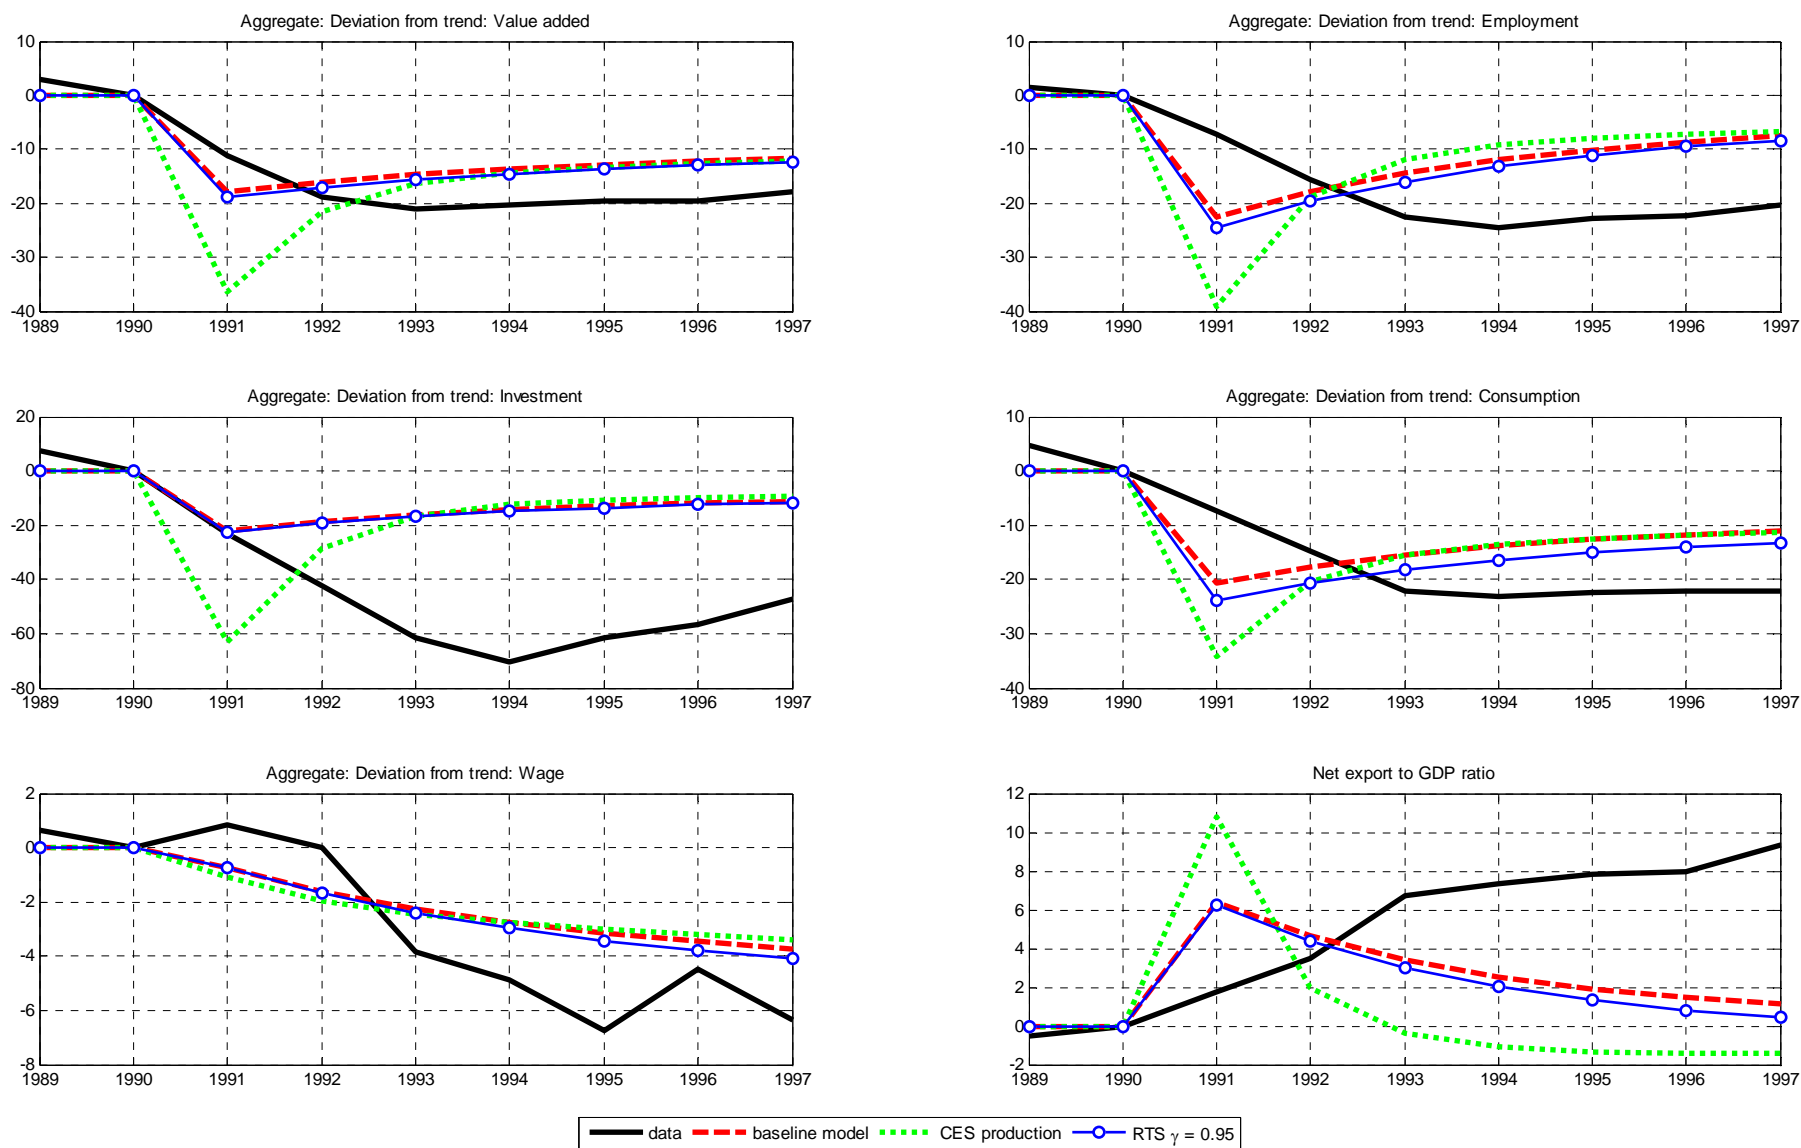 Aggregate: Deviation from trend: Value added
10
0
-10
-20
-30
-40
1989 1990 1991 1992 1993 1994 1995 1996 1997
Aggregate: Deviation from trend: Employment
10
0
-10
-20
-30
-40
1989 1990 1991 1992 1993 1994 1995 1996 1997
Aggregate: Deviation from trend: Investment
20
0
-20
-40
-60
-80
1989 1990 1991 1992 1993 1994 1995 1996 1997
Aggregate: Deviation from trend: Consumption
10
0
-10
-20
-30
-40
1989 1990 1991 1992 1993 1994 1995 1996 1997
Aggregate: Deviation from trend: Wage
2
0
-2
-4
-6
-8
1989 1990 1991 1992 1993 1994 1995 1996 1997
Net export to GDP ratio
12
10
8
6
4
2
0
-2
1989 1990 1991 1992 1993 1994 1995 1996 1997
data baseline model CES production RTS γ = 0.95